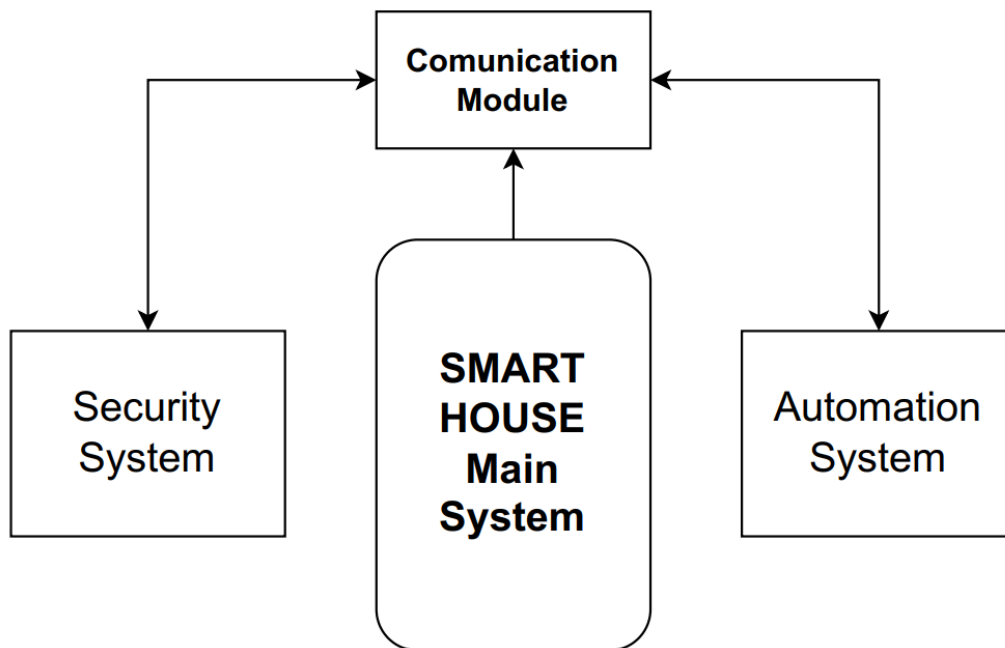 Comunication
Module
Security
System
SMART
HOUSE
Main
System
Automation
System